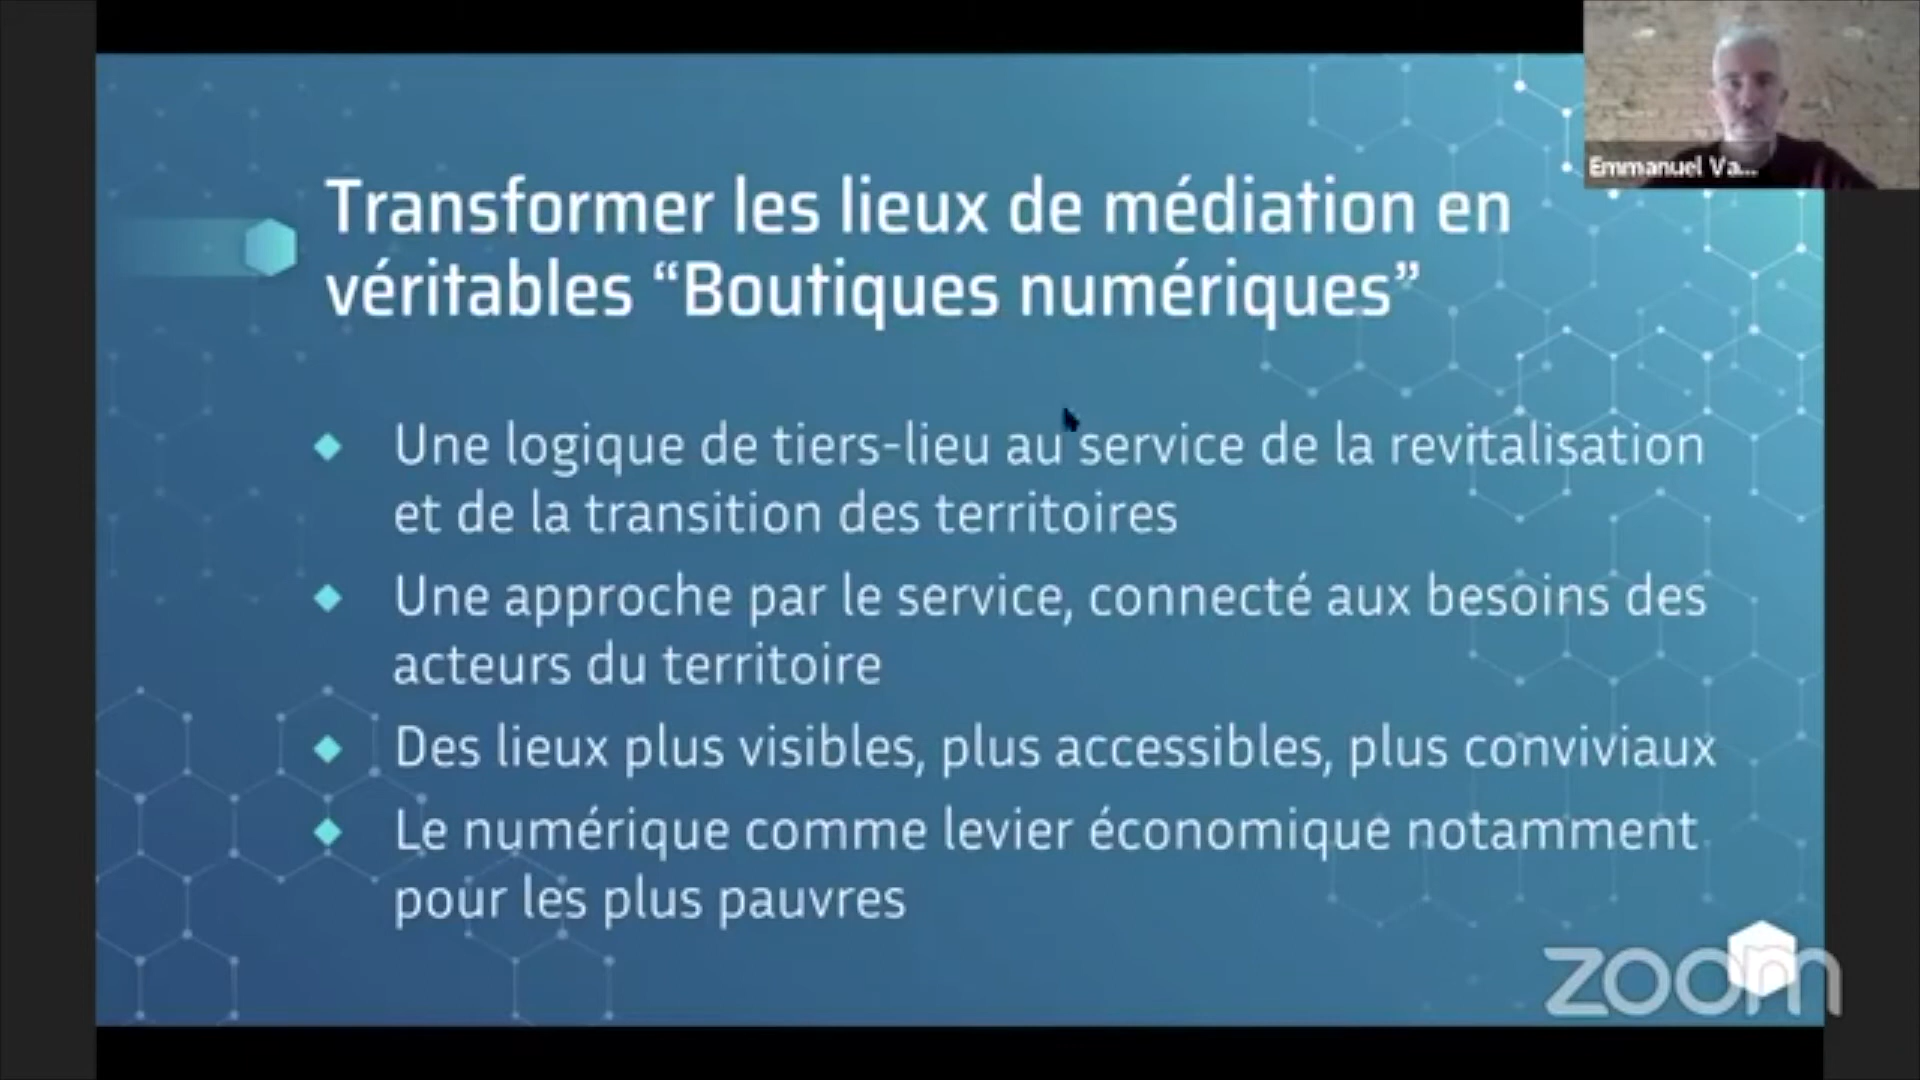 Emmanuel Va...
Transformer les lieux de médiation en
véritables “Boutiques numériques”
Une logique de tiers-lieu au service de la revitalisation
et de la transition des territoires
Une approche par le service, connecté aux besoins des
acteurs du territoire
Des lieux plus visibles, plus accessibles, plus conviviaux
Le numérique comme levier économique notamment
pour les plus pauvres
zoom